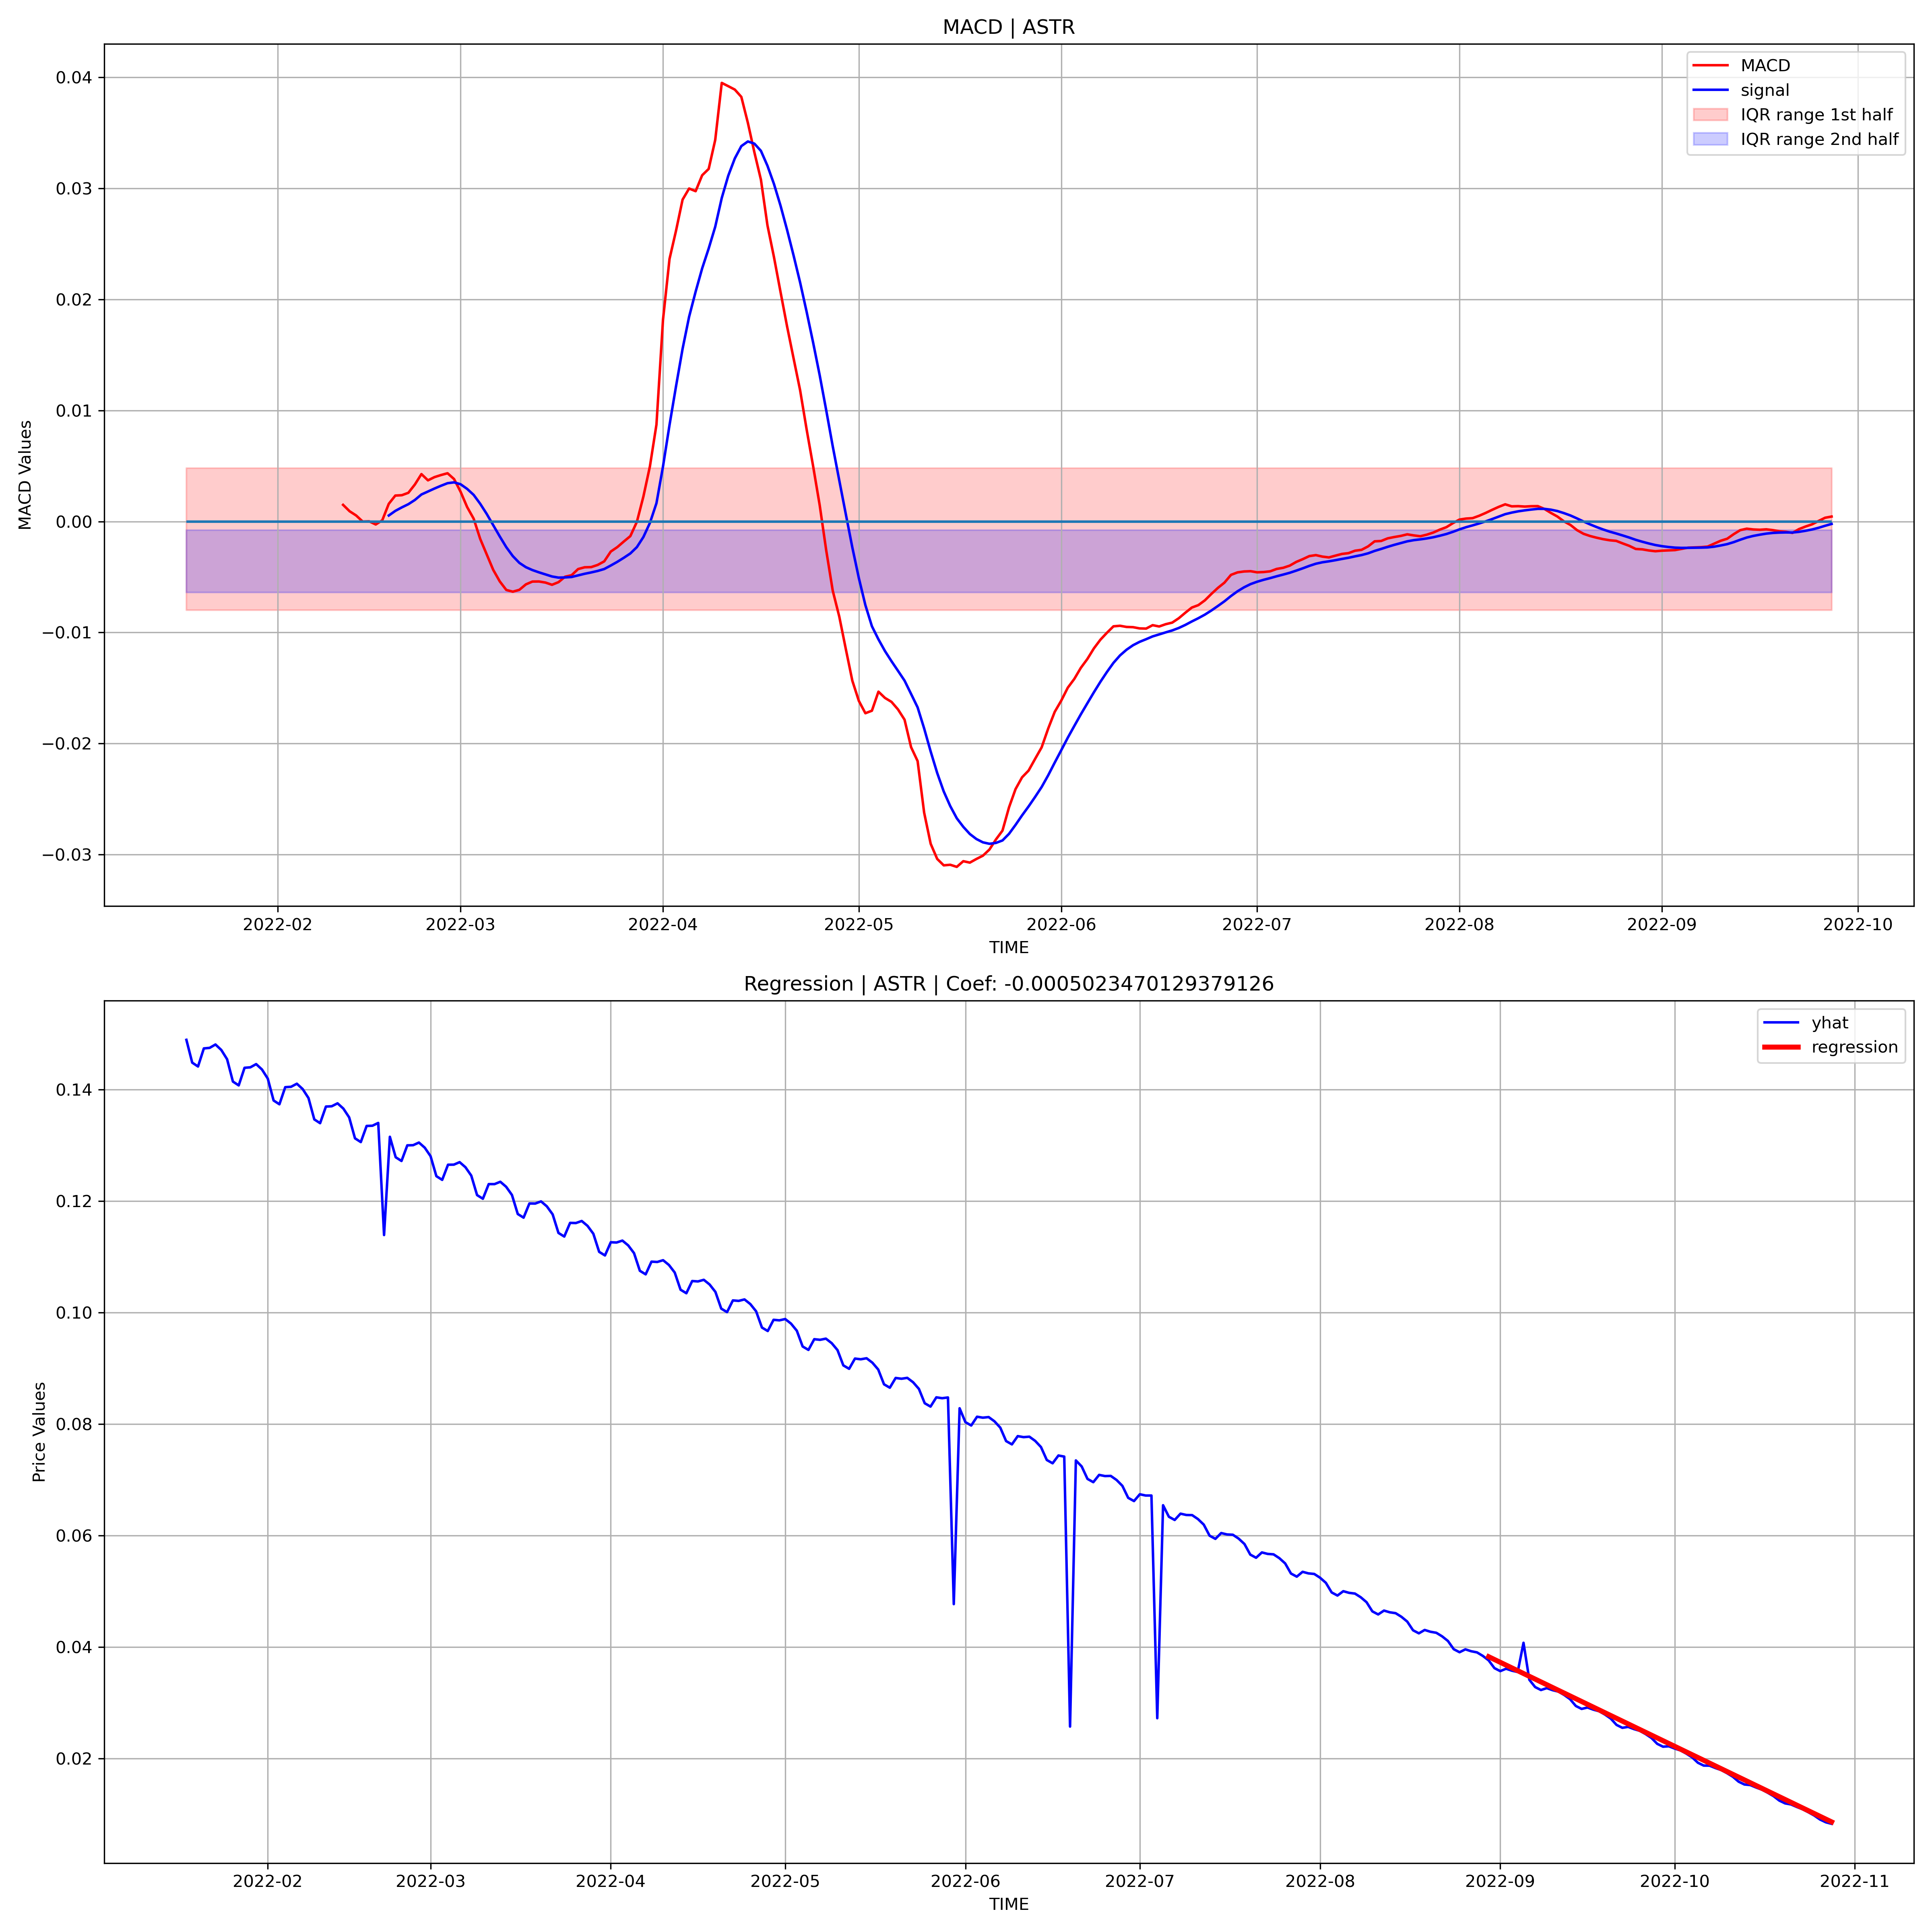 MACD | ASTR
MACD
signal
IQR range 1st half
IQR range 2nd half
0.04
0.03
0.02
0.01
0.00
−0.01
−0.02
−0.03
MACD Values
2022-02 2022-03 2022-04 2022-05 2022-06 2022-07 2022-08 2022-09 2022-10
TIME
Regression | ASTR | Coef: -0.0005023470129379126
yhat
regression
0.14
0.12
0.10
0.08
0.06
0.04
0.02
Price Values
2022-02 2022-03 2022-04 2022-05 2022-06 2022-07 2022-08 2022-09 2022-10 2022-11
TIME